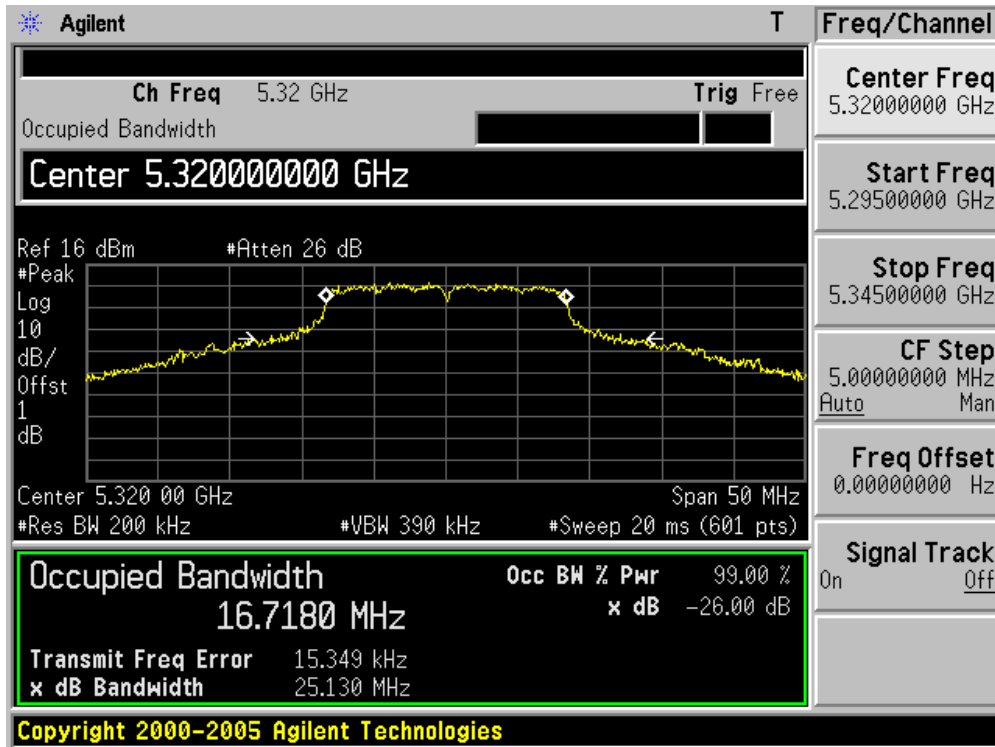 Agilent T
Freq/Channel
Ch Freq 5.32 GHz Trig Free
Occupied Bandwidth
Center 5.320000000 GHz
Ref 16 dBm #Atten 26 dB
#Peak
Log
10
dB/
Offst
1
dB
Center 5.320 00 GHz Span 50 MHz
#Res BW 200 kHz #VBW 390 kHz #Sweep 20 ms (601 pts)
Occupied Bandwidth
16.7180 MHz
Occ BW % Pwr 99.00 %
x dB -26.00 dB
Transmit Freq Error 15.349 kHz
x dB Bandwidth 25.130 MHz
Copyright 2000-2005 Agilent Technologies
Center Freq
5.32000000 GHz
Start Freq
5.29500000 GHz
Stop Freq
5.34500000 GHz
CF Step
5.00000000 MHz
Auto Man
Freq Offset
0.00000000 Hz
Signal Track
On Off